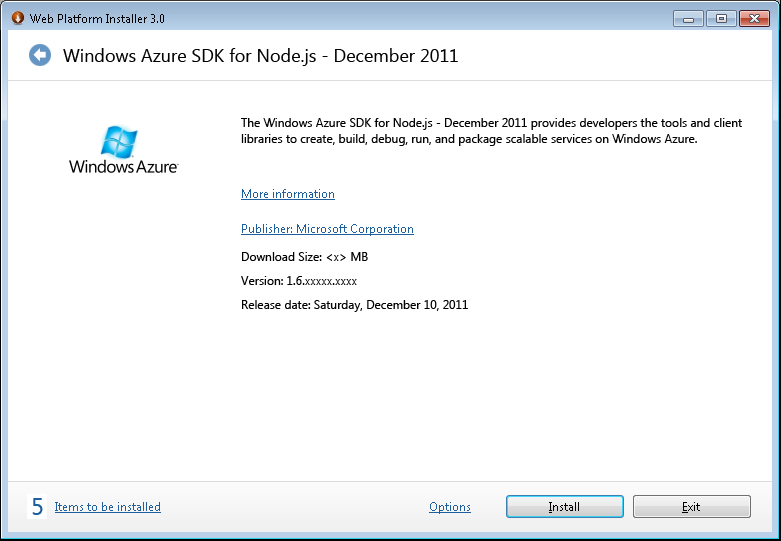 Web Platform Installer 3.0
Windows Azure SDK for Node.js - December 2011
The Windows Azure SDK for Node.js - December 2011 provides developers the tools and client
libraries to create, build, debug, run, and package scalable services on Windows Azure.
Windows Azure
More information
Publisher: Microsoft Corporation
Download Size: <x> MB
Version: 1.6.xxxxx.xxxx
Release date: Saturday, December 10, 2011
5 Items to be installed
Options
Install
Exit